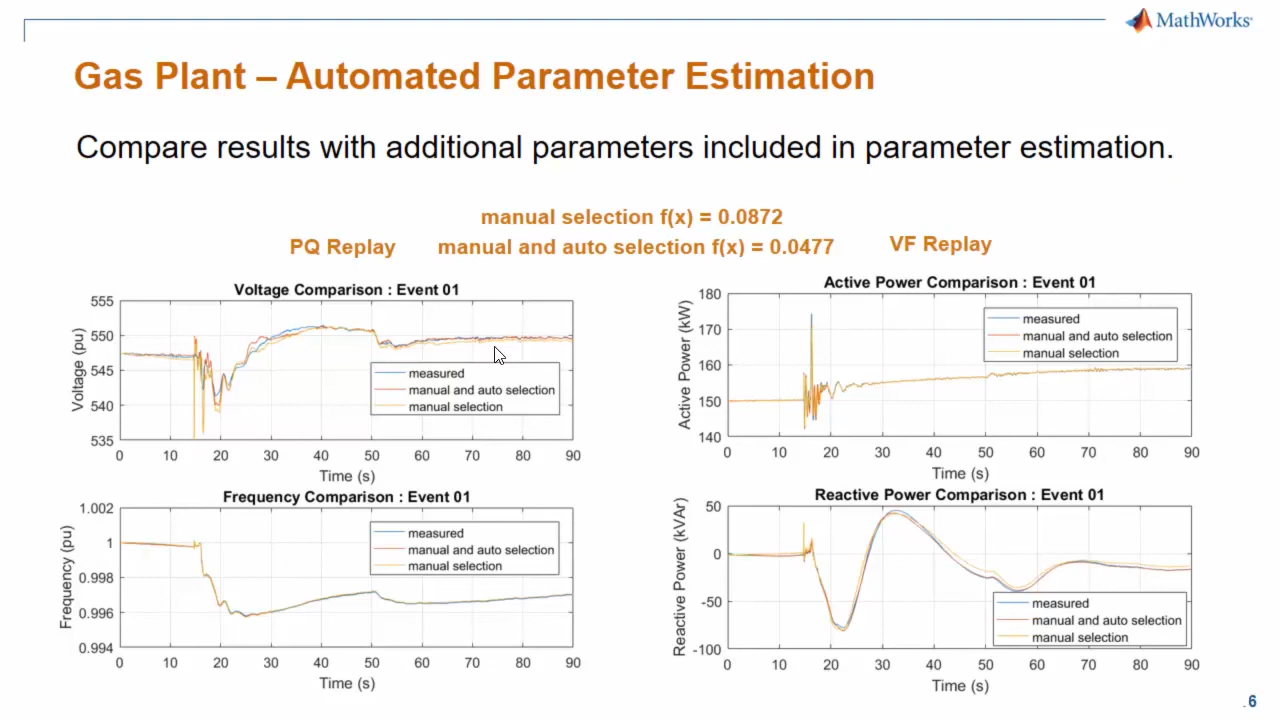 MathWorks
Gas Plant – Automated Parameter Estimation
Compare results with additional parameters included in parameter estimation.
manual selection f(x) = 0.0872
PQ Replay
manual and auto selection f(x) = 0.0477
VF Replay
Voltage Comparison : Event 01
Voltage (pu)
555
550
545
540
535
measured
manual and auto selection
manual selection
0 10 20 30 40 50 60 70 80 90
Time (s)
Active Power Comparison : Event 01
Active Power (kW)
180
170
160
150
140
measured
manual and auto selection
manual selection
0 10 20 30 40 50 60 70 80 90
Time (s)
Frequency Comparison : Event 01
Frequency (pu)
1.002
1
0.998
0.996
0.994
measured
manual and auto selection
manual selection
0 10 20 30 40 50 60 70 80 90
Time (s)
Reactive Power Comparison : Event 01
Reactive Power (kVAr)
50
0
-50
-100
measured
manual and auto selection
manual selection
0 10 20 30 40 50 60 70 80 90
Time (s)
6